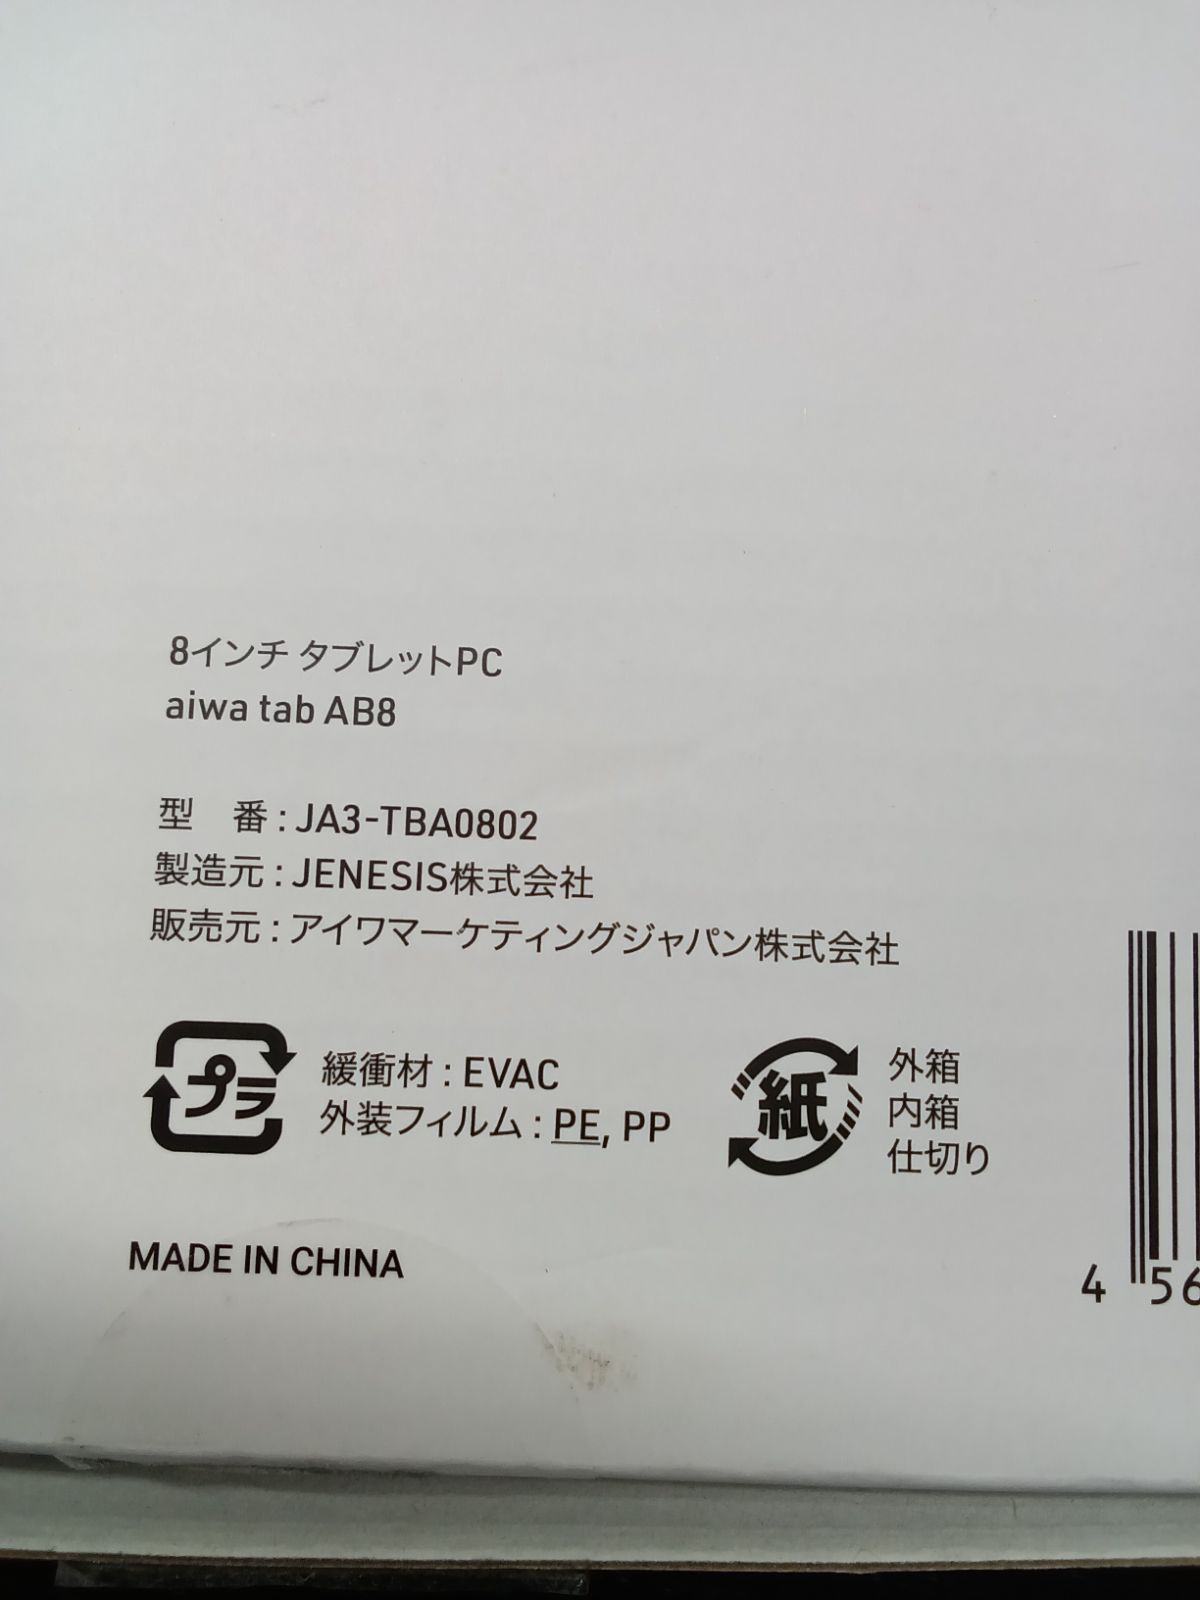 8インチ タブレットPC
aiwa tab AB8
型　番 : JA3-TBA0802
製造元 : JENESIS株式会社
販売元 : アイワマーケティングジャパン株式会社
プラ
緩衝材 : EVAC
外装フィルム : PE, PP
紙
外箱
内箱
仕切り
MADE IN CHINA
4 56